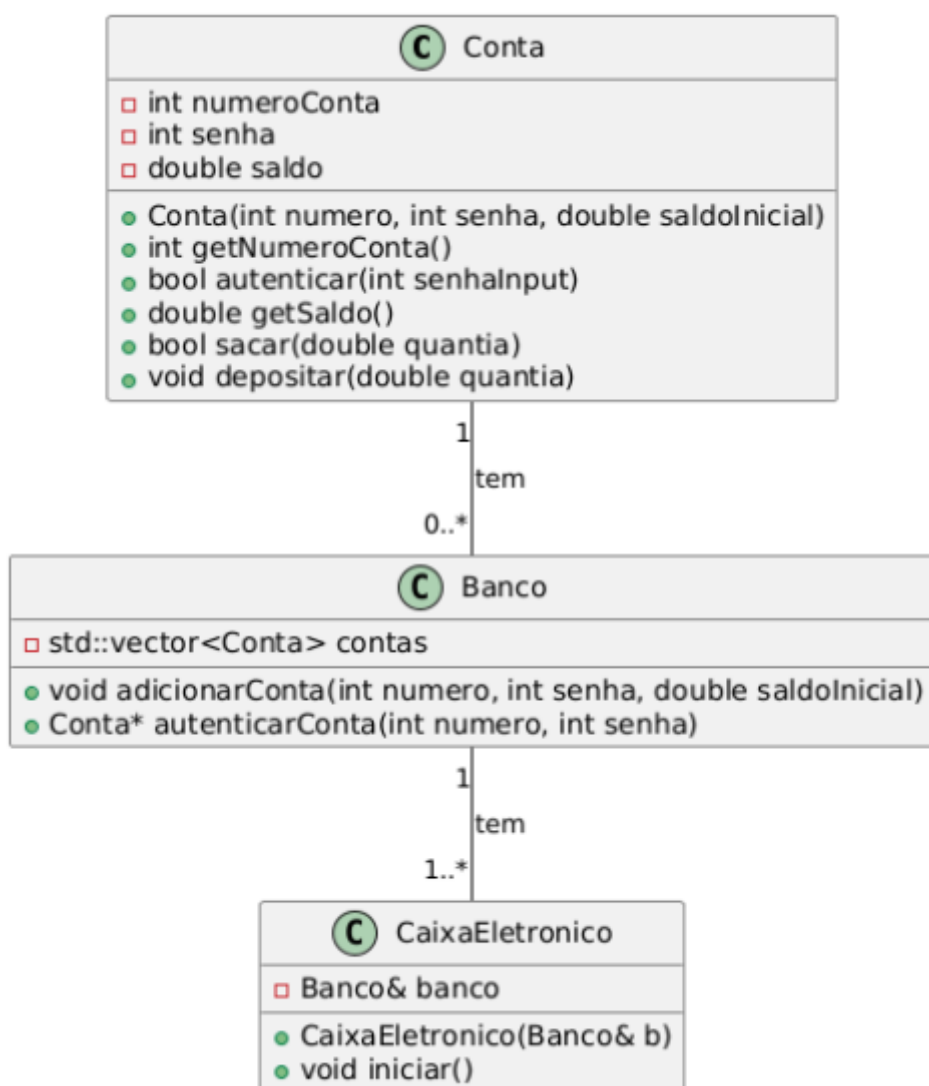 C Conta
int numeroConta
int senha
double saldo
Conta(int numero, int senha, double saldoInicial)
int getNumeroConta()
bool autenticar(int senhaInput)
double getSaldo()
bool sacar(double quantia)
void depositar(double quantia)
1
tem
0..*
C Banco
std::vector<Conta> contas
void adicionarConta(int numero, int senha, double saldoInicial)
Conta* autenticarConta(int numero, int senha)
1
tem
1..*
C CaixaEletronico
Banco& banco
CaixaEletronico(Banco& b)
void iniciar()